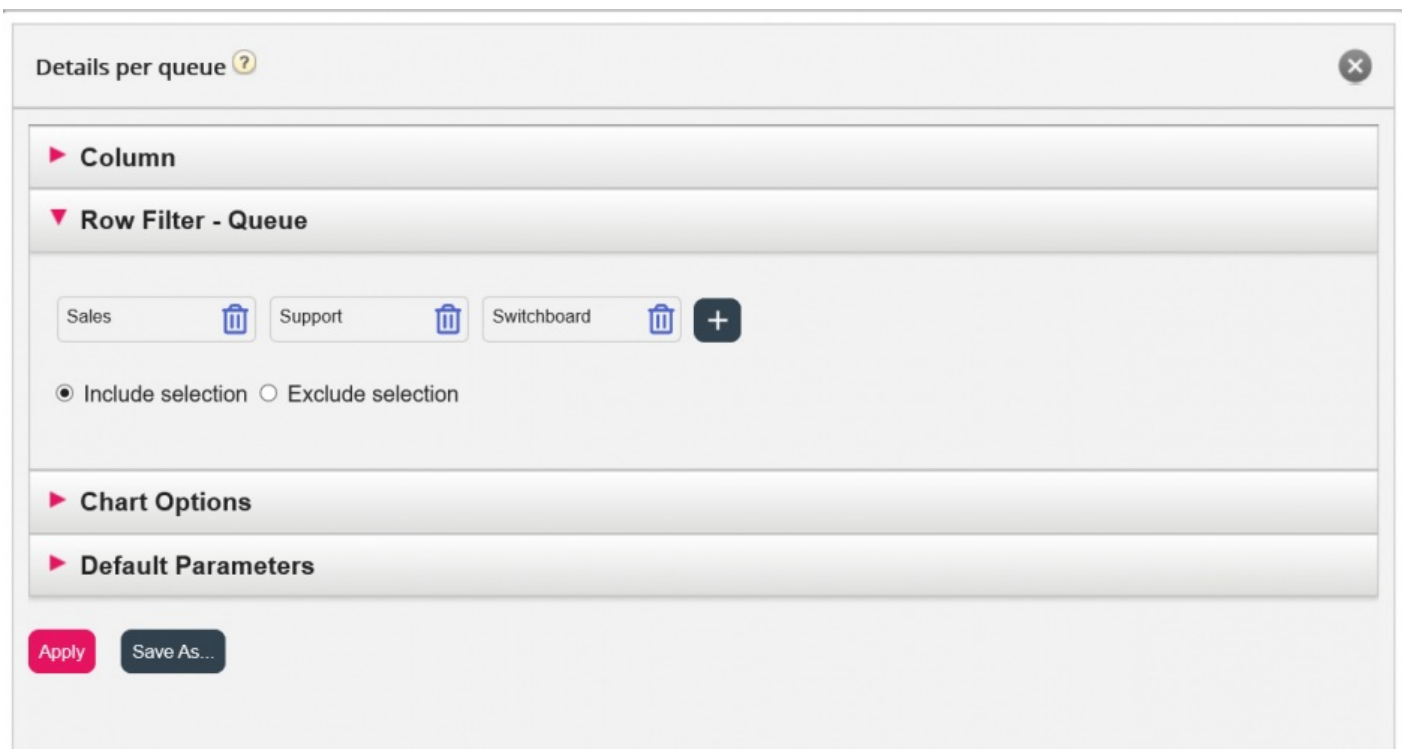 Details per queue ?
Column
Row Filter - Queue
Sales Support Switchboard +
Include selection Exclude selection
Chart Options
Default Parameters
Apply Save As...